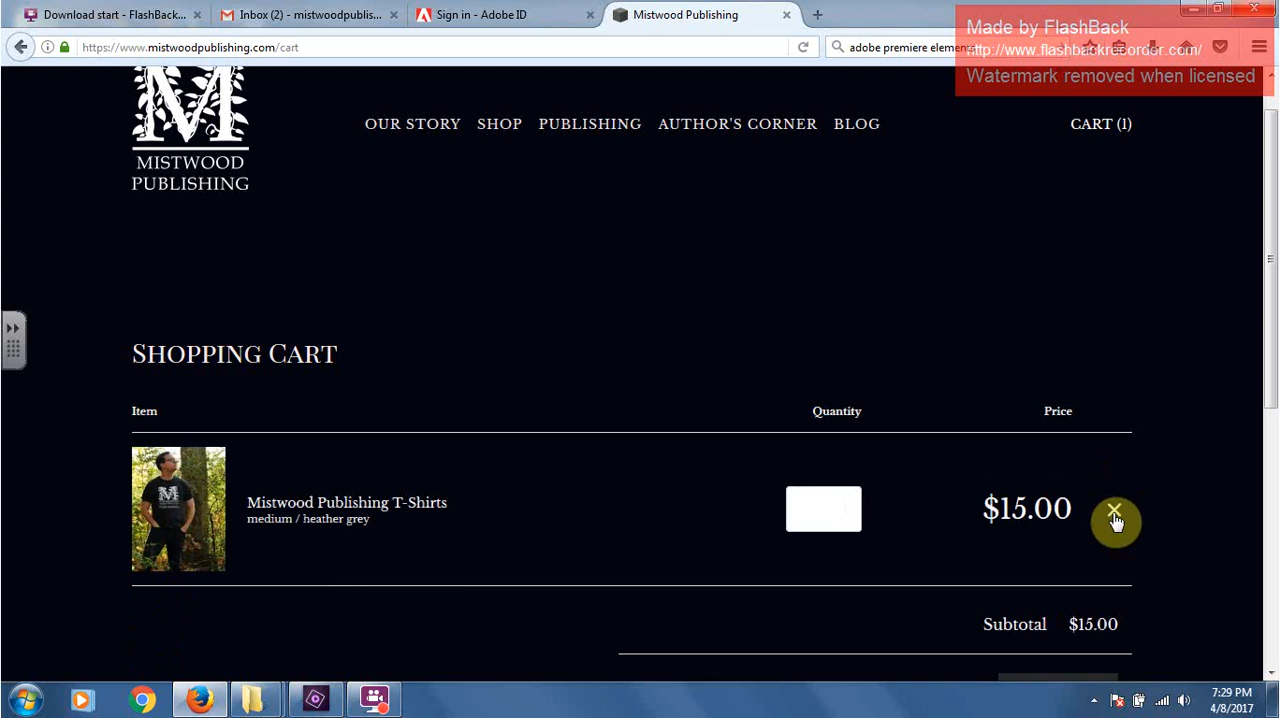 Download start - FlashBack...
Inbox (2) - mistwoodpublis...
Sign in - Adobe ID
Mistwood Publishing
Made by FlashBack
https://www.mistwoodpublishing.com/cart
adobe premiere element
http://www.flashbackrecorder.com/
Watermark removed when licensed
M
MISTWOOD
PUBLISHING
OUR STORY SHOP PUBLISHING AUTHOR'S CORNER BLOG CART (1)
SHOPPING CART
Item Quantity Price
Mistwood Publishing T-Shirts
medium / heather grey
$15.00
Subtotal $15.00
7:29 PM
4/8/2017